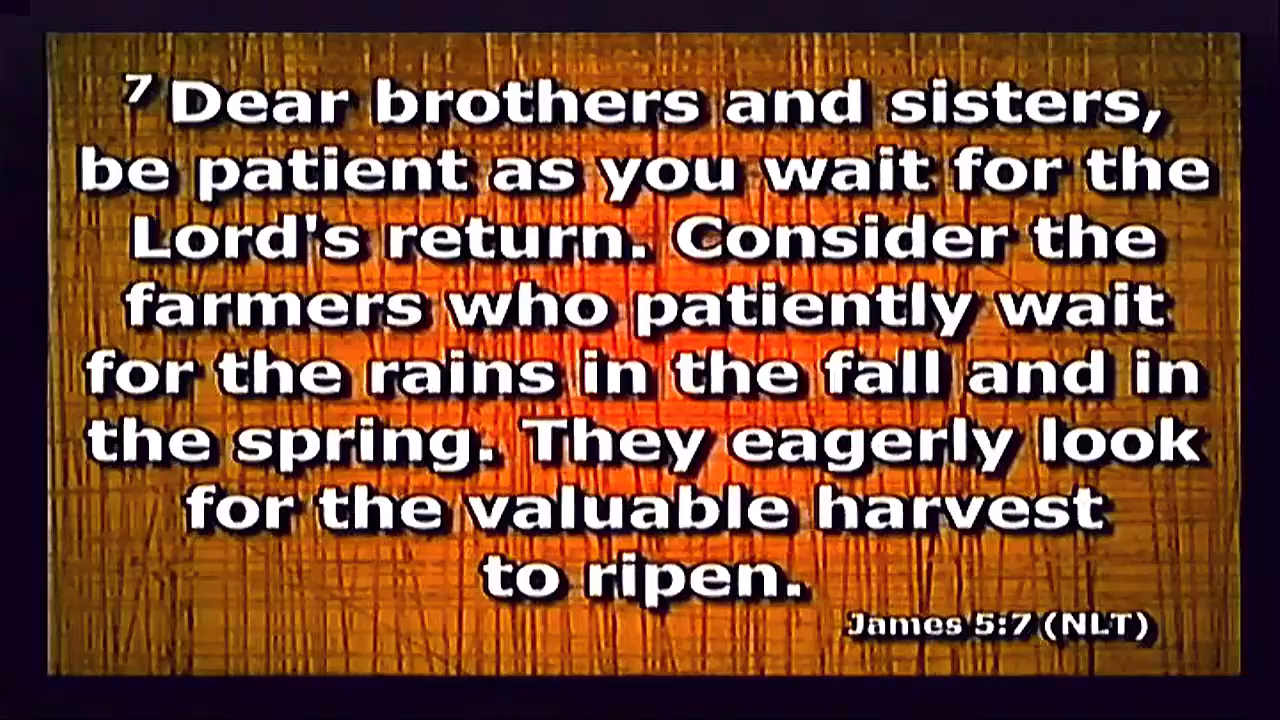 7 Dear brothers and sisters,
be patient as you wait for the
Lord's return. Consider the
farmers who patiently wait
for the rains in the fall and in
the spring. They eagerly look
for the valuable harvest
to ripen.
James 5:7 (NLT)